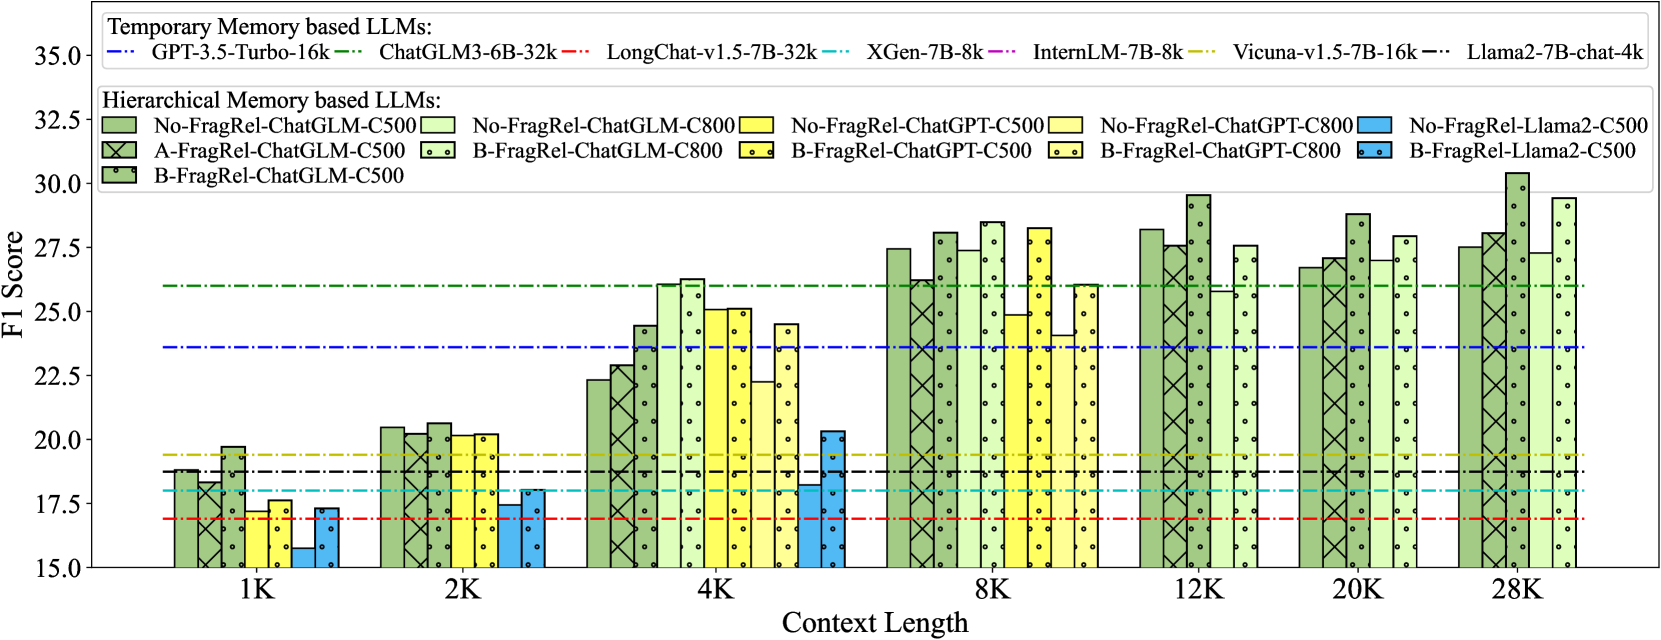 Temporary Memory based LLMs:
GPT-3.5-Turbo-16k ChatGLM3-6B-32k LongChat-v1.5-7B-32k XGen-7B-8k InternLM-7B-8k Vicuna-v1.5-7B-16k Llama2-7B-chat-4k
Hierarchical Memory based LLMs:
No-FragRel-ChatGLM-C500 No-FragRel-ChatGLM-C800 No-FragRel-ChatGPT-C500 No-FragRel-ChatGPT-C800 No-FragRel-Llama2-C500
A-FragRel-ChatGLM-C500 B-FragRel-ChatGLM-C800 B-FragRel-ChatGPT-C500 B-FragRel-ChatGPT-C800 B-FragRel-Llama2-C500
B-FragRel-ChatGLM-C500
F1 Score
35.0
32.5
30.0
27.5
25.0
22.5
20.0
17.5
15.0
1K 2K 4K 8K 12K 20K 28K
Context Length